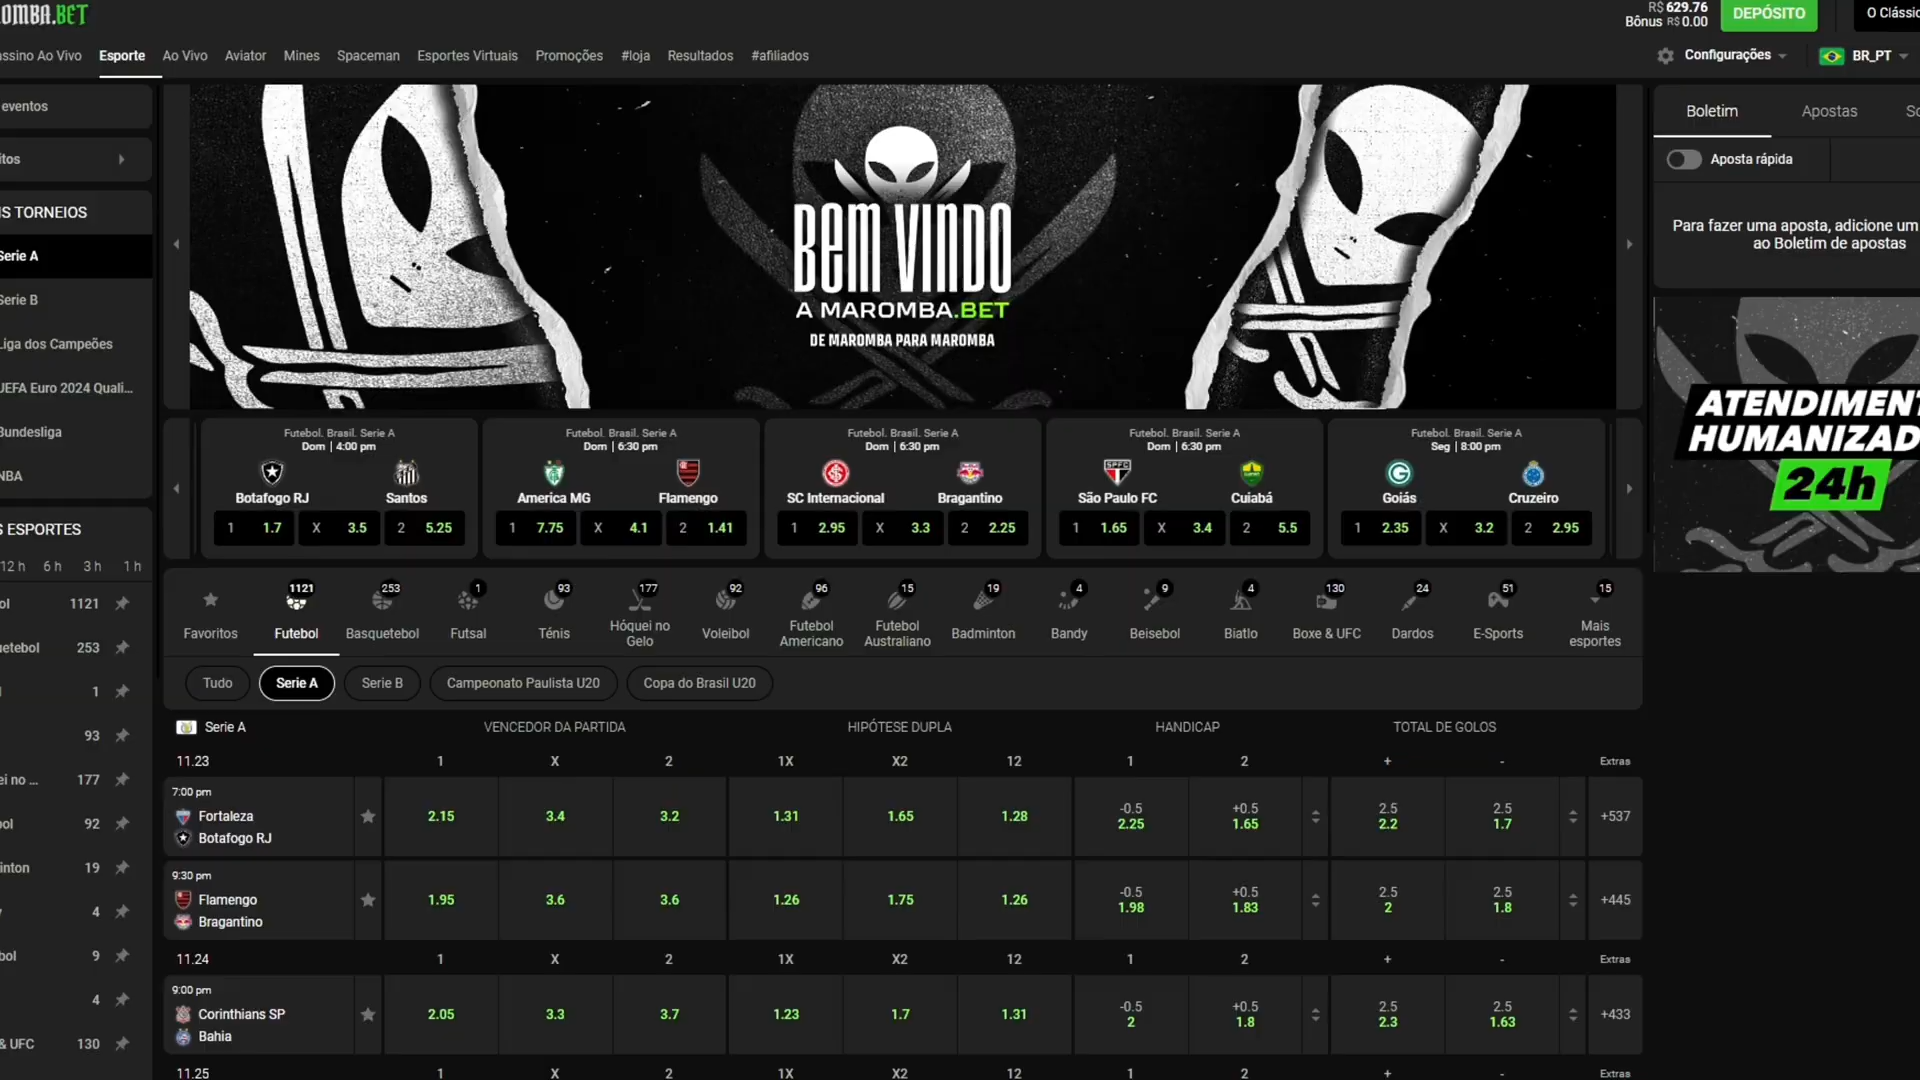 OMBA.BET
R$ 629.76
Bônus R$ 0.00
DEPÓSITO
O Clássic
assino Ao Vivo Esporte Ao Vivo Aviator Mines Spaceman Esportes Virtuais Promoções #loja Resultados #afiliados
Configurações BR_PT
eventos
itos
IS TORNEIOS
Serie A
Serie B
Liga dos Campeões
UEFA Euro 2024 Quali...
Bundesliga
NBA
S ESPORTES
12 h 6 h 3 h 1 h
ol 1121
uetebol 253
l 1
93
ei no ... 177
ool 92
inton 19
y 4
bol 9
4
& UFC 130
BEM VINDO
A MAROMBA.BET
DE MAROMBA PARA MAROMBA
Futebol. Brasil. Serie A
Dom | 4:00 pm
Botafogo RJ Santos
1 1.7 X 3.5 2 5.25
Futebol. Brasil. Serie A
Dom | 6:30 pm
America MG Flamengo
1 7.75 X 4.1 2 1.41
Futebol. Brasil. Serie A
Dom | 6:30 pm
SC Internacional Bragantino
1 2.95 X 3.3 2 2.25
Futebol. Brasil. Serie A
Dom | 6:30 pm
SPFC
São Paulo FC Cuiabá
1 1.65 X 3.4 2 5.5
Futebol. Brasil. Serie A
Seg | 8:00 pm
Goiás Cruzeiro
1 2.35 X 3.2 2 2.95
1121 253 1 93 177 92 96 15 19 4 9 4 130 24 51 15
Favoritos Futebol Basquetebol Futsal Ténis Hóquei no Gelo Voleibol Futebol Americano Futebol Australiano Badminton Bandy Beisebol Biatlo Boxe & UFC Dardos E-Sports Mais esportes
Tudo Serie A Serie B Campeonato Paulista U20 Copa do Brasil U20
Serie A VENCEDOR DA PARTIDA HIPÓTESE DUPLA HANDICAP TOTAL DE GOLOS
11.23 1 X 2 1X X2 12 1 2 + - Extras
7:00 pm
Fortaleza
Botafogo RJ
2.15 3.4 3.2 1.31 1.65 1.28
-0.5 +0.5 2.5 2.5
2.25 1.65 2.2 1.7
+537
9:30 pm
Flamengo
Bragantino
1.95 3.6 3.6 1.26 1.75 1.26
-0.5 +0.5 2.5 2.5
1.98 1.83 2 1.8
+445
11.24 1 X 2 1X X2 12 1 2 + - Extras
9:00 pm
Corinthians SP
Bahia
2.05 3.3 3.7 1.23 1.7 1.31
-0.5 +0.5 2.5 2.5
2 1.8 2.3 1.63
+433
11.25 1 X 2 1X X2 12 1 2 + - Extras
Boletim Apostas So
Aposta rápida
Para fazer uma aposta, adicione um
ao Boletim de apostas
ATENDIMENT
HUMANIZAD
24h